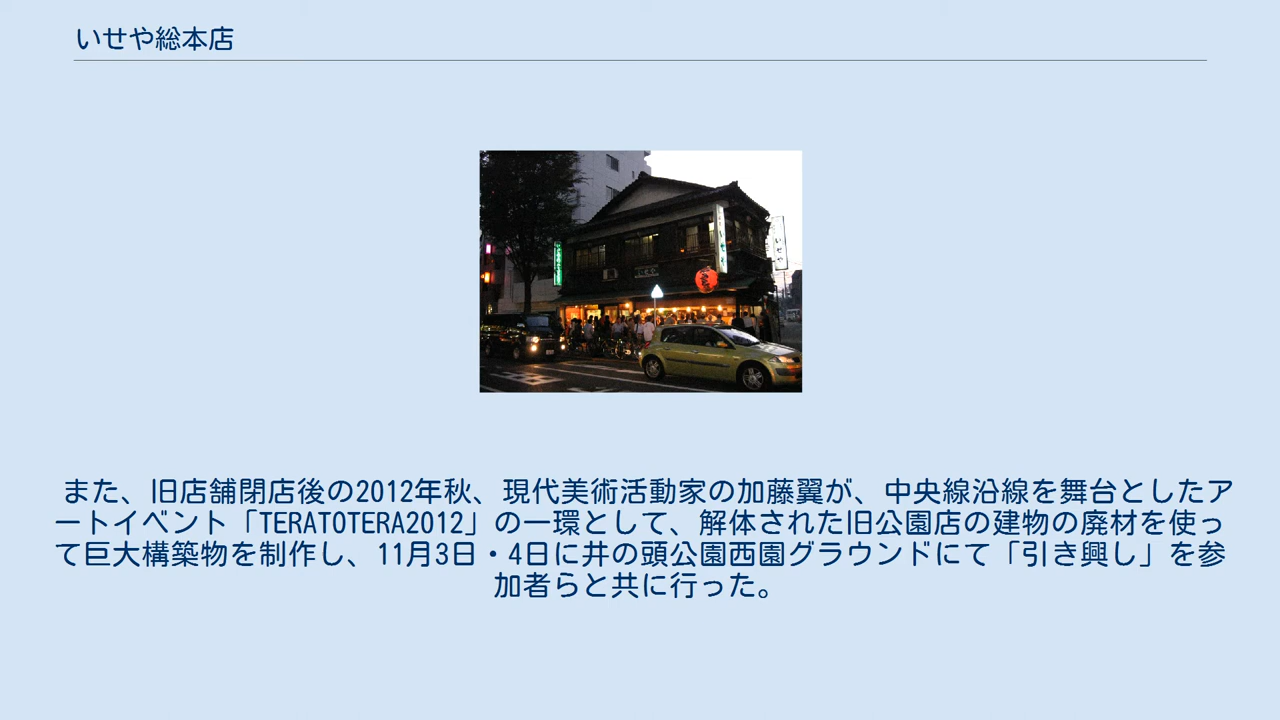 いせや総本店
いせや
また、旧店舗閉店後の2012年秋、現代美術活動家の加藤翼が、中央線沿線を舞台としたア
ートイベント「TERATOTERA2012」の一環として、解体された旧公園店の建物の廃材を使っ
て巨大構築物を制作し、11月3日・4日に井の頭公園西園グラウンドにて「引き興し」を参
加者らと共に行った。